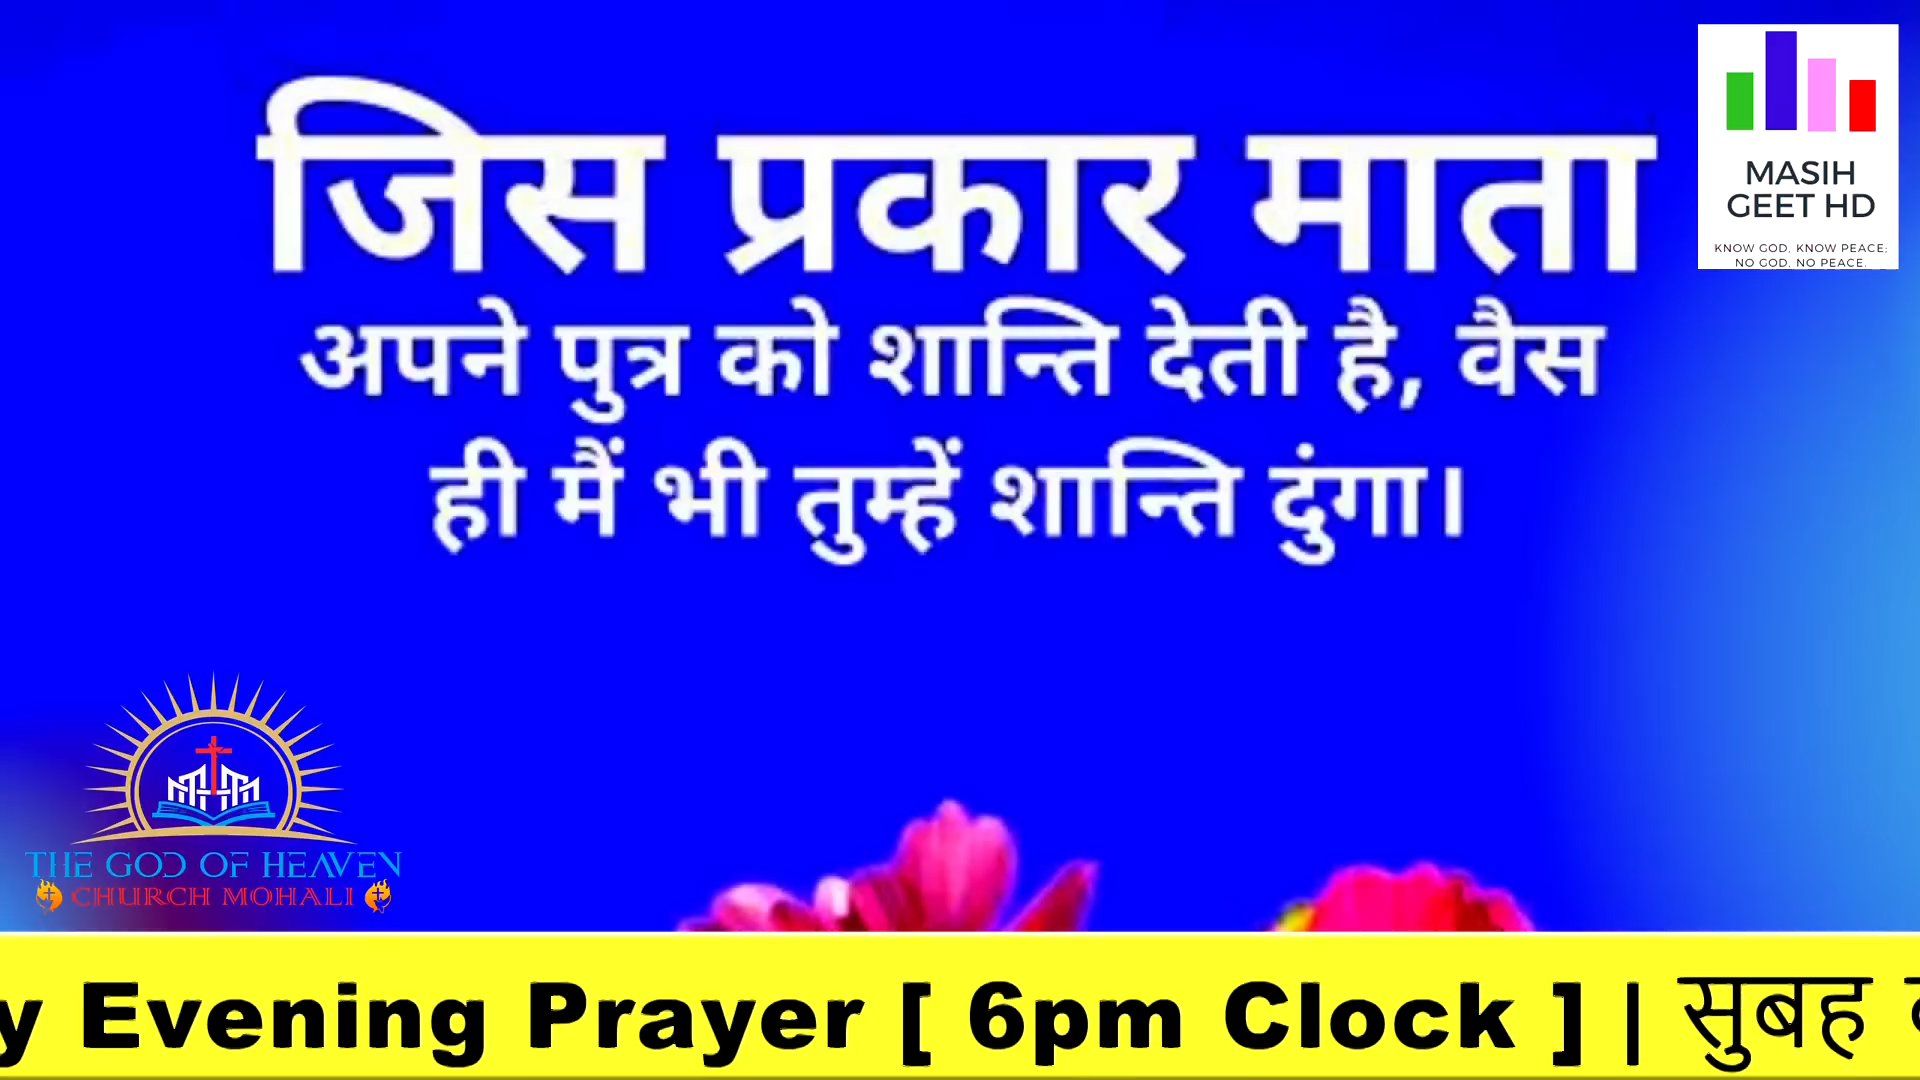 जिस प्रकार माता
अपने पुत्र को शान्ति देती है, वैस
ही मैं भी तुम्हें शान्ति दुंगा।
MASIH
GEET HD
KNOW GOD. KNOW PEACE;
NO GOD. NO PEACE.
THE GOD OF HEAVEN
CHURCH MOHALI
y Evening Prayer [ 6pm Clock ] | सुबह